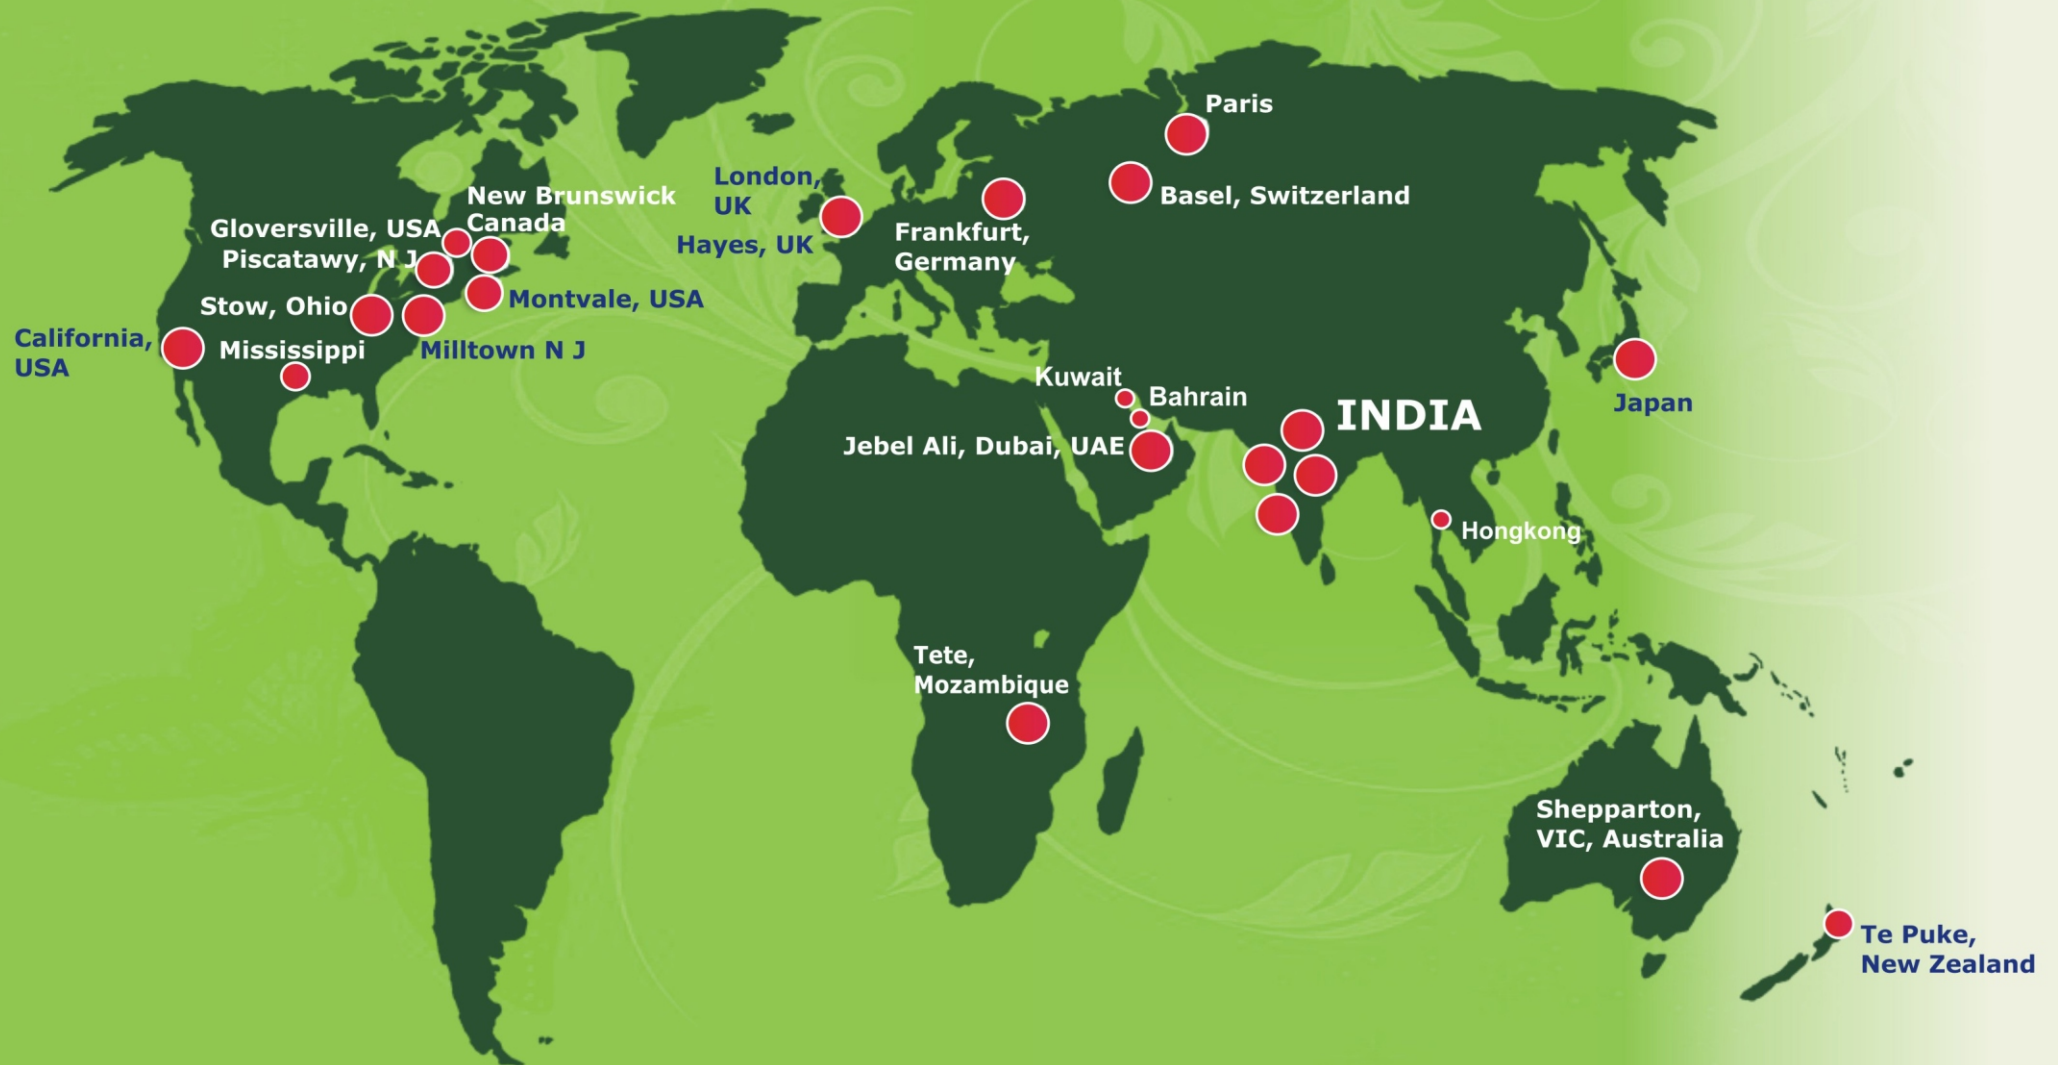 Paris
London,
UK
Basel, Switzerland
New Brunswick
Canada
Gloversville, USA
Frankfurt,
Germany
Hayes, UK
Piscatawy, N J
Montvale, USA
Stow, Ohio
California,
USA
Mississippi
Milltown N J
Kuwait
Bahrain
INDIA
Japan
Jebel Ali, Dubai, UAE
Hongkong
Tete,
Mozambique
Shepparton,
VIC, Australia
Te Puke,
New Zealand